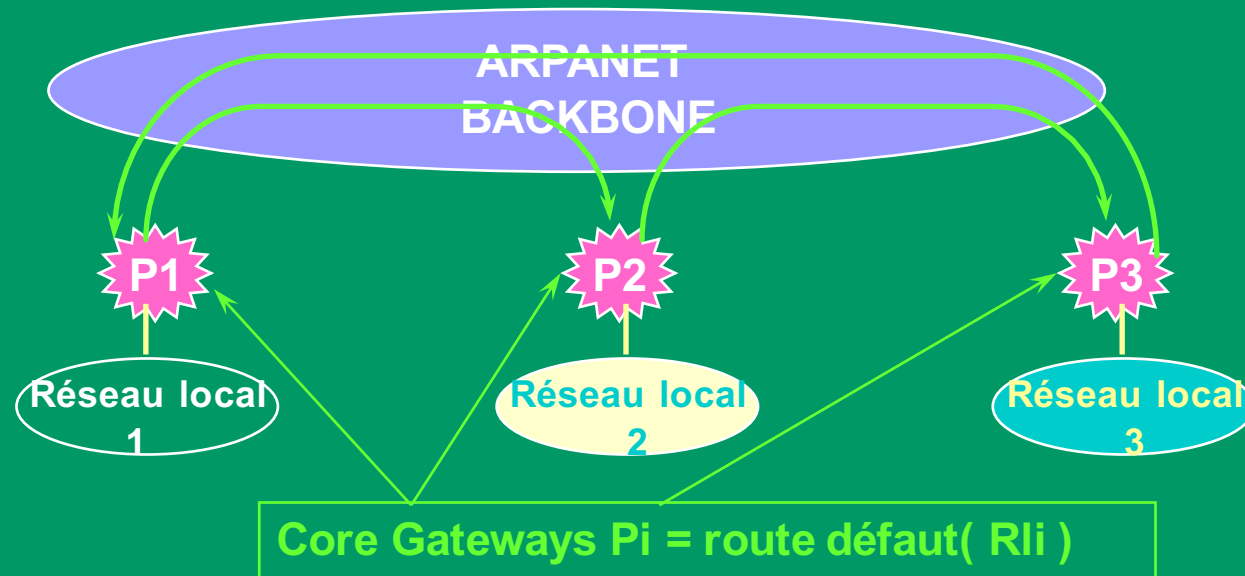 ARPANET
BACKBONE
P1
P2
P3
Réseau local
1
Réseau local
2
Réseau local
3
Core Gateways Pi = route défaut( Rli )